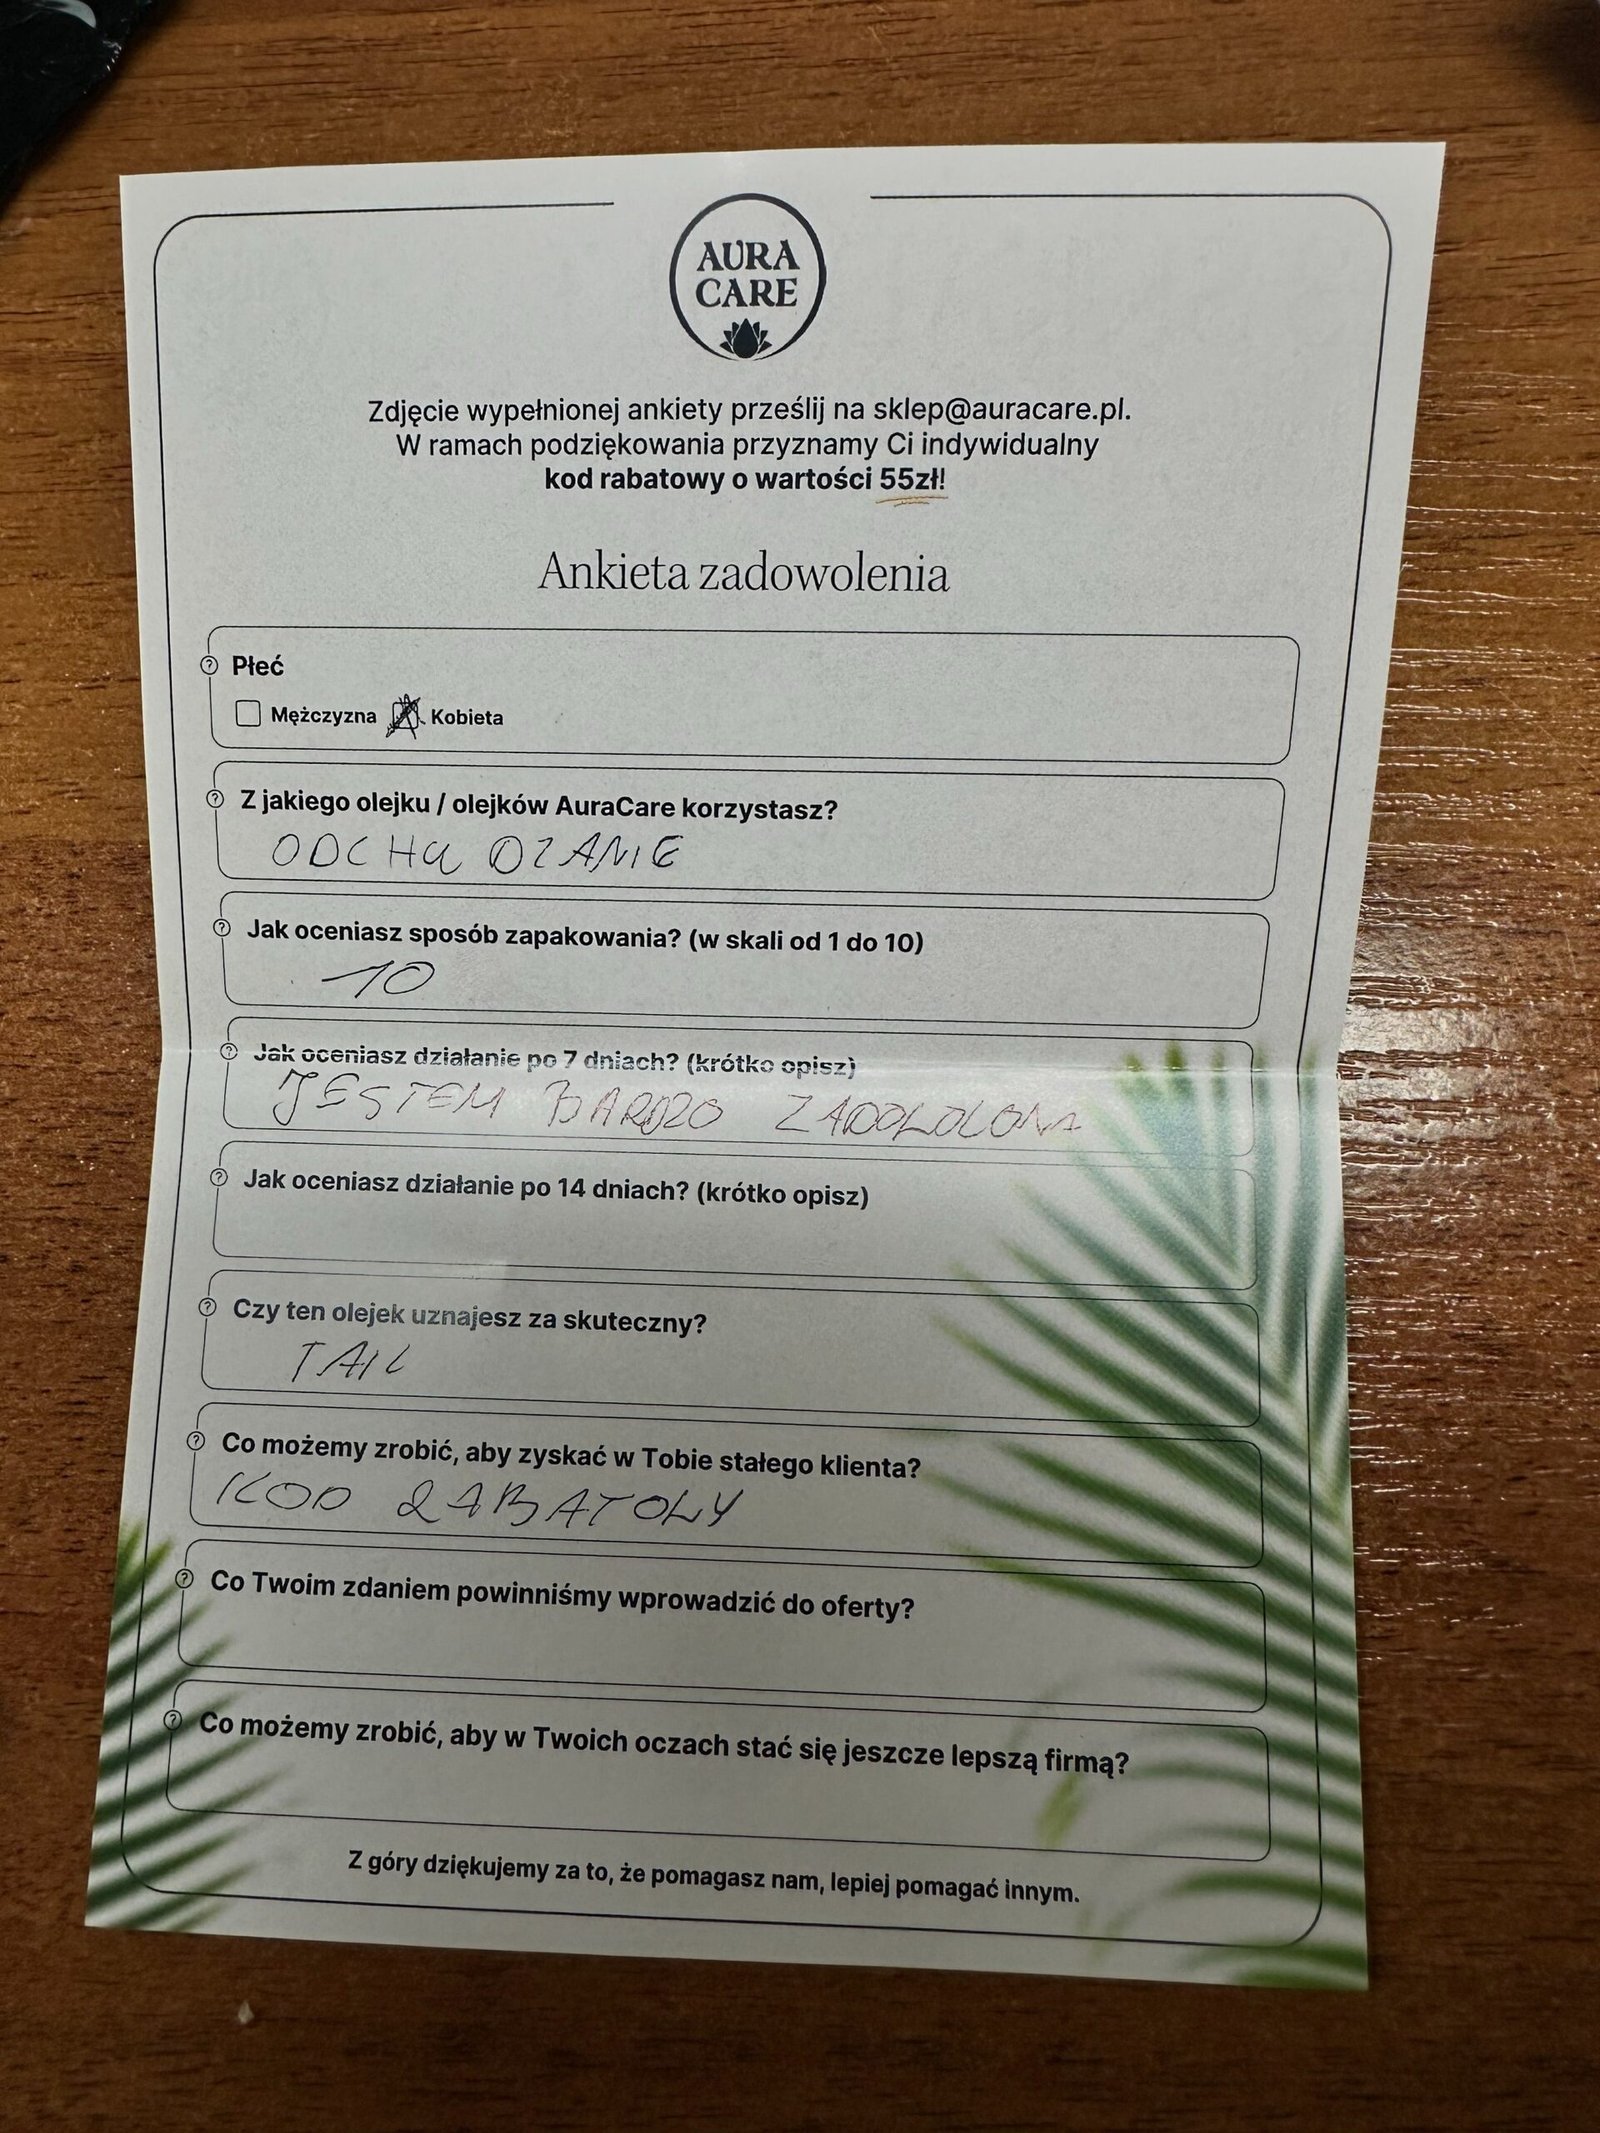 AURA
CARE
Zdjęcie wypełnionej ankiety prześlij na sklep@auracare.pl.
W ramach podziękowania przyznamy Ci indywidualny
kod rabatowy o wartości 55zł!
Ankieta zadowolenia
Płeć
Mężczyzna Kobieta
Z jakiego olejku / olejków AuraCare korzystasz?
ODCHUDZANIE
Jak oceniasz sposób zapakowania? (w skali od 1 do 10)
10
Jak oceniasz działanie po 7 dniach? (krótko opisz)
JESTEM BARDZO ZADOWOLONA
Jak oceniasz działanie po 14 dniach? (krótko opisz)
Czy ten olejek uznajesz za skuteczny?
TAK
Co możemy zrobić, aby zyskać w Tobie stałego klienta?
KOD RABATOWY
Co Twoim zdaniem powinniśmy wprowadzić do oferty?
Co możemy zrobić, aby w Twoich oczach stać się jeszcze lepszą firmą?
Z góry dziękujemy za to, że pomagasz nam, lepiej pomagać innym.